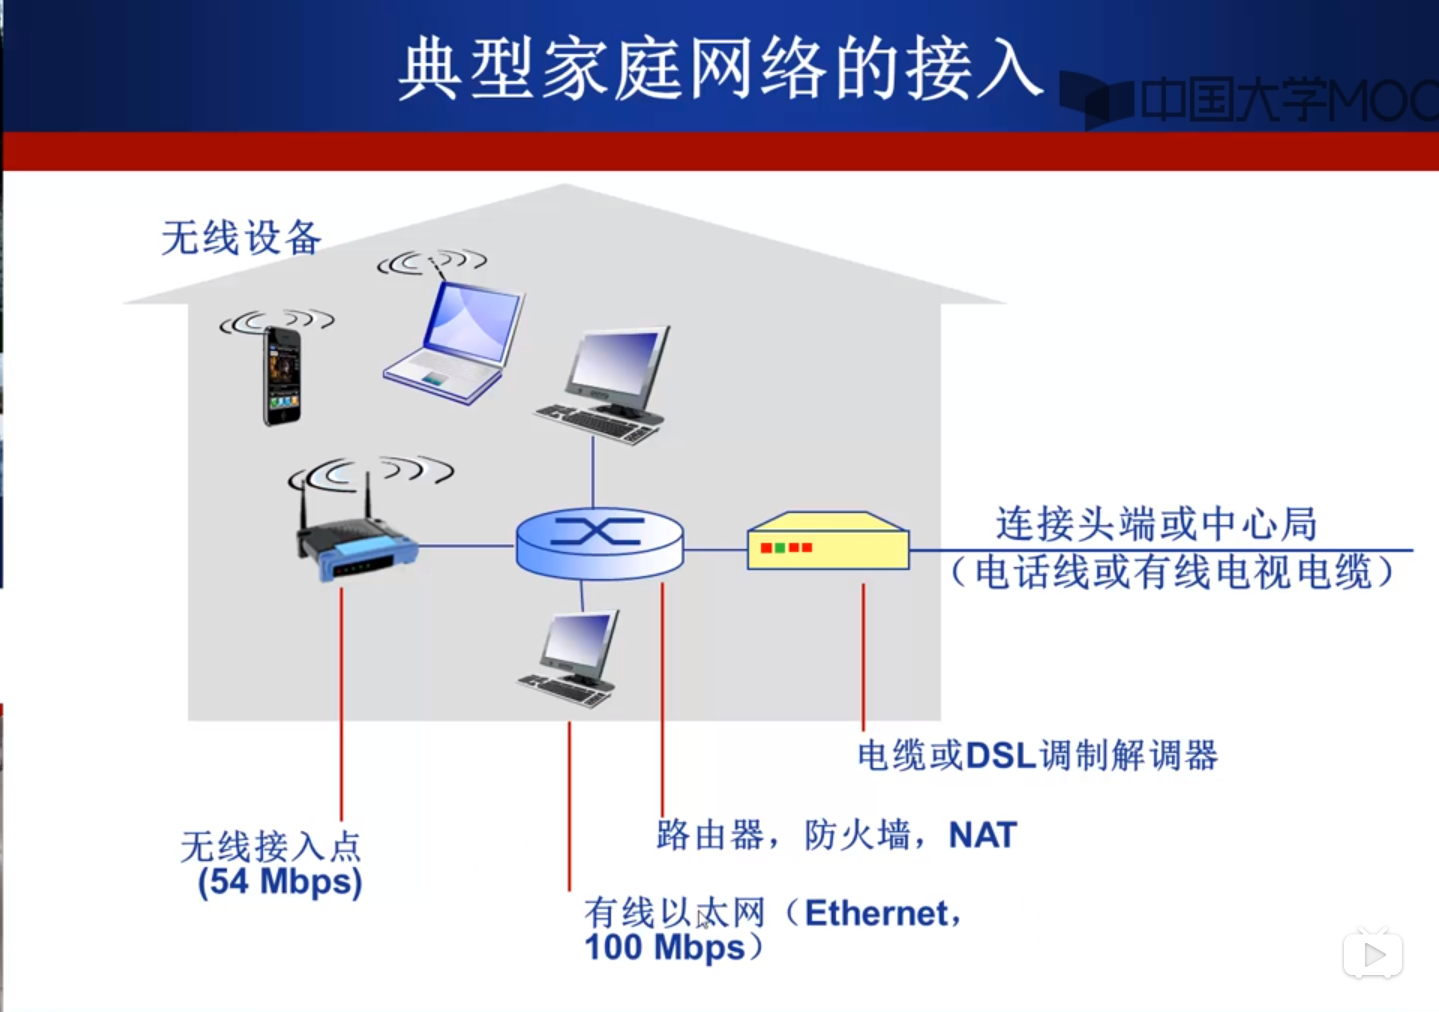 典型家庭网络的接入
中国大学MOO
无线设备
连接头端或中心局
（电话线或有线电视电缆）
电缆或DSL调制解调器
路由器，防火墙，NAT
无线接入点
(54 Mbps)
有线以太网（Ethernet，
100 Mbps）